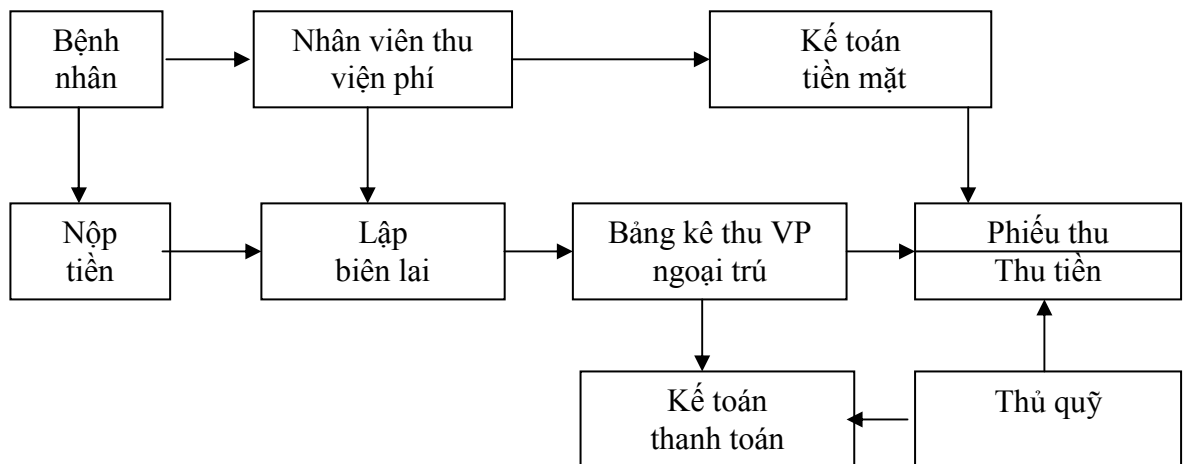 Bệnh
nhân
Nhân viên thu
viện phí
Kế toán
tiền mặt
Nộp
tiền
Lập
biên lai
Bảng kê thu VP
ngoại trú
Phiếu thu
Thu tiền
Kế toán
thanh toán
Thủ quỹ